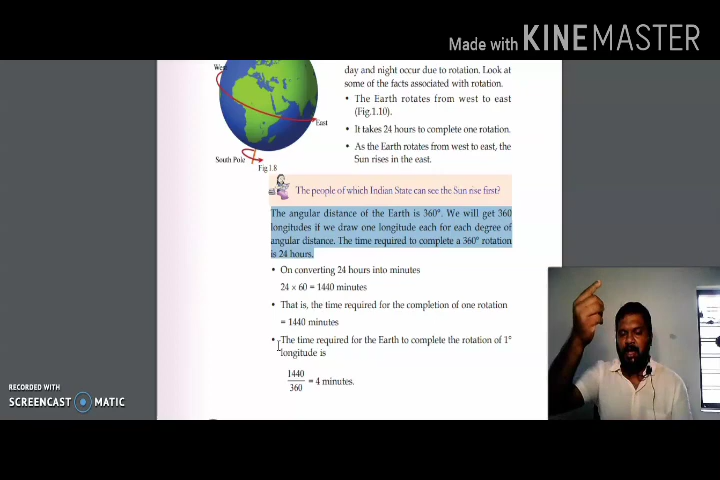 Made with KINEMASTER
West
East
South Pole
Fig 1.8
day and night occur due to rotation. Look at
some of the facts associated with rotation.
• The Earth rotates from west to east
(Fig.1.10).
• It takes 24 hours to complete one rotation.
• As the Earth rotates from west to east, the
Sun rises in the east.
The people of which Indian State can see the Sun rise first?
The angular distance of the Earth is 360°. We will get 360
longitudes if we draw one longitude each for each degree of
angular distance. The time required to complete a 360° rotation
is 24 hours.
• On converting 24 hours into minutes
24 × 60 = 1440 minutes
• That is, the time required for the completion of one rotation
= 1440 minutes
• The time required for the Earth to complete the rotation of 1°
longitude is
1440
360
= 4 minutes.
RECORDED WITH
SCREENCAST MATIC